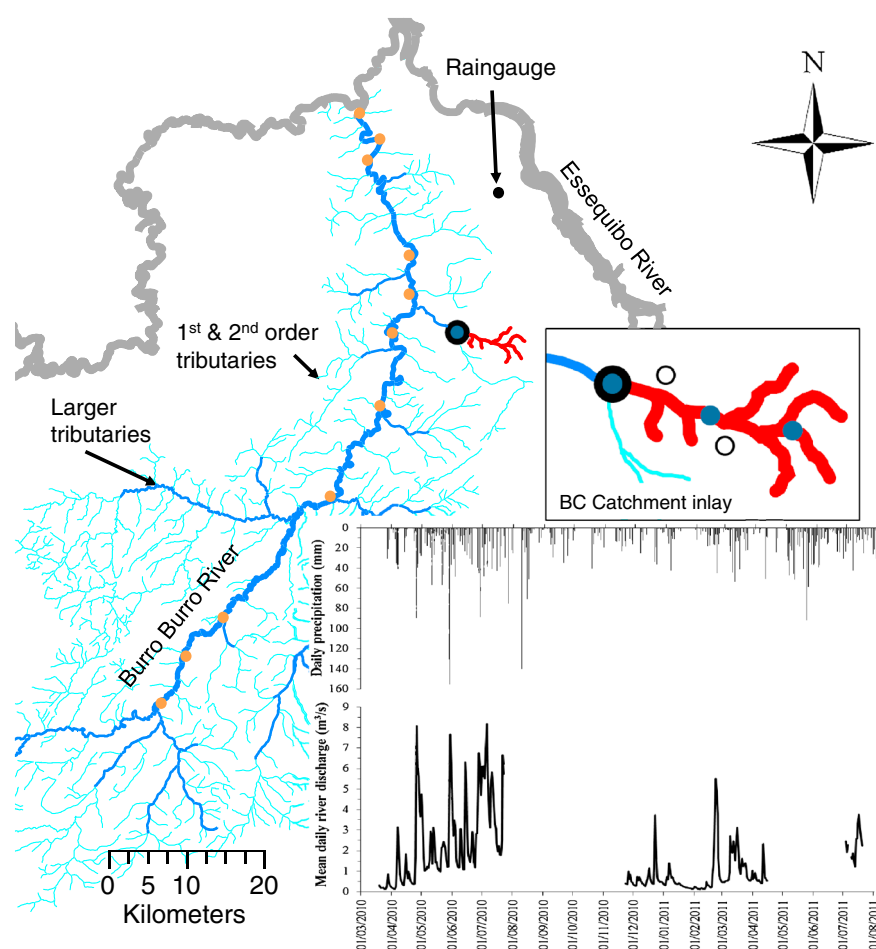 Raingauge
N
Essequibo River
1st & 2nd order
tributaries
Larger
tributaries
BC Catchment inlay
Burro Burro River
0
20
40
60
80
100
120
140
160
Daily precipitation (mm)
9
8
7
6
5
4
3
2
1
0
Mean daily river discharge (m³/s)
0 5 10 20
Kilometers
01/03/2010
01/04/2010
01/05/2010
01/06/2010
01/07/2010
01/08/2010
01/09/2010
01/10/2010
01/11/2010
01/12/2010
01/01/2011
01/02/2011
01/03/2011
01/04/2011
01/05/2011
01/06/2011
01/07/2011
01/08/2011